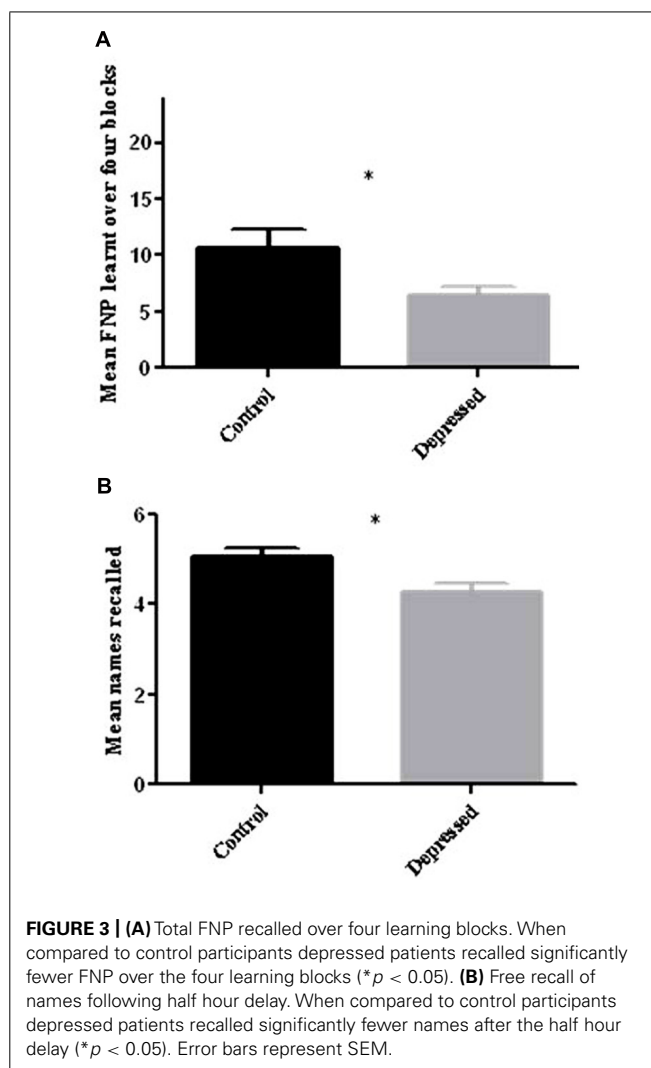 A
Mean FNP learnt over four blocks
20
15
10
5
0
*
Control
Depressed
B
Mean names recalled
6
4
2
0
*
Control
Depressed
FIGURE 3 | (A) Total FNP recalled over four learning blocks. When
compared to control participants depressed patients recalled significantly
fewer FNP over the four learning blocks (*p < 0.05). (B) Free recall of
names following half hour delay. When compared to control participants
depressed patients recalled significantly fewer names after the half hour
delay (*p < 0.05). Error bars represent SEM.